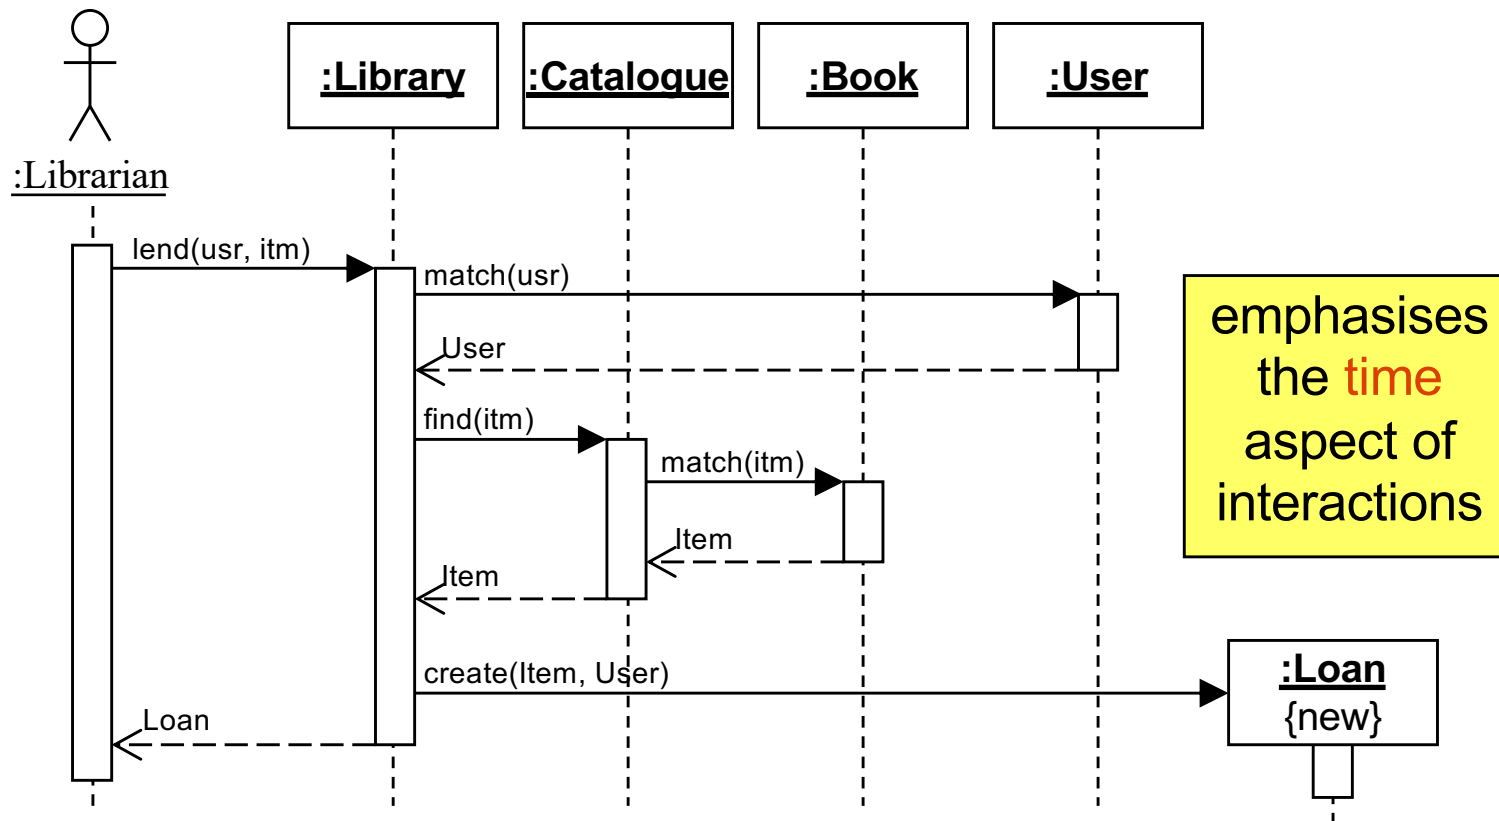 :Library
:Catalogue
:Book
:User
:Librarian
lend(usr, itm)
match(usr)
User
find(itm)
match(itm)
Item
Item
create(Item, User)
Loan
:Loan
{new}
emphasises
the time
aspect of
interactions